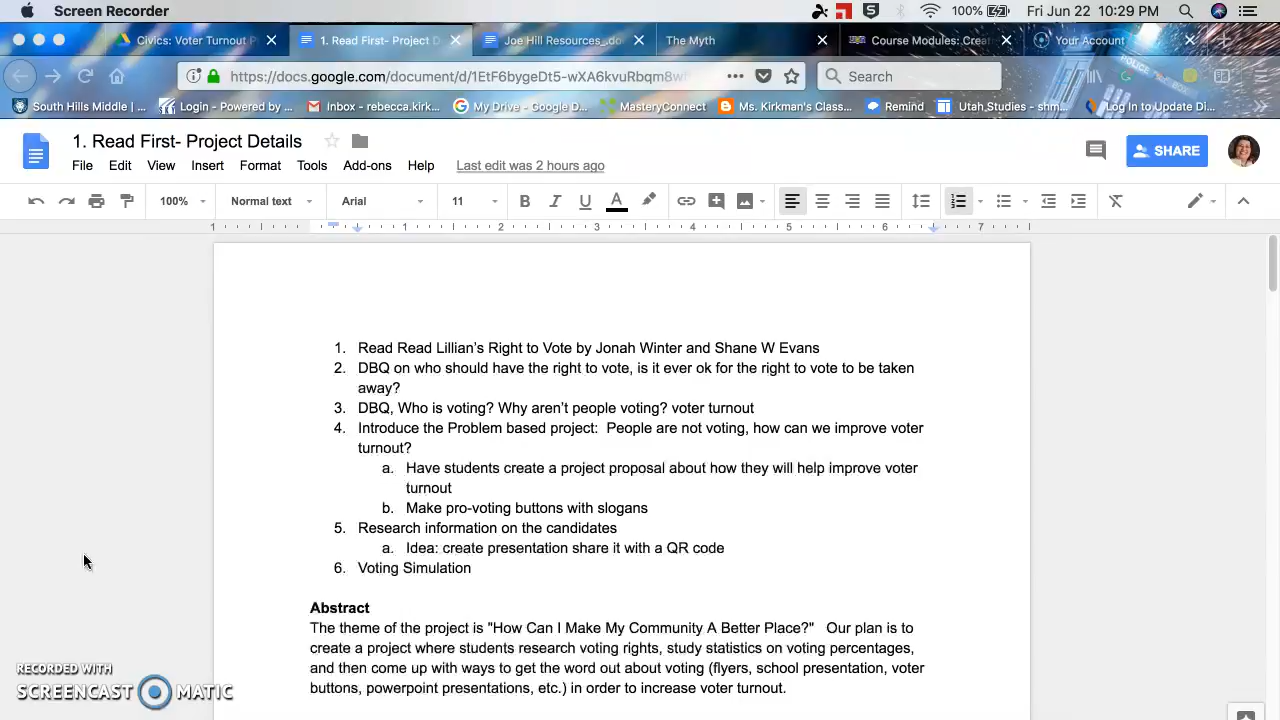 Screen Recorder
100%
Fri Jun 22 10:29 PM
Civics: Voter Turnout P
1. Read First- Project D
Joe Hill Resources_.do
The Myth
Course Modules: Crea
Your Account
https://docs.google.com/document/d/1EtF6bygeDt5-wXA6kvuRbqm8w
Search
South Hills Middle | ...
Login - Powered by ...
Inbox - rebecca.kirk...
My Drive - Google D...
MasteryConnect
Ms. Kirkman's Class...
Remind
Utah_Studies - shm...
Log In to Update Di...
1. Read First- Project Details
SHARE
File Edit View Insert Format Tools Add-ons Help Last edit was 2 hours ago
100% Normal text Arial 11 B I U A
1 1 2 3 4 5 6 7
1. Read Read Lillian's Right to Vote by Jonah Winter and Shane W Evans
2. DBQ on who should have the right to vote, is it ever ok for the right to vote to be taken
away?
3. DBQ, Who is voting? Why aren't people voting? voter turnout
4. Introduce the Problem based project: People are not voting, how can we improve voter
turnout?
a. Have students create a project proposal about how they will help improve voter
turnout
b. Make pro-voting buttons with slogans
5. Research information on the candidates
a. Idea: create presentation share it with a QR code
6. Voting Simulation
Abstract
The theme of the project is "How Can I Make My Community A Better Place?" Our plan is to
create a project where students research voting rights, study statistics on voting percentages,
and then come up with ways to get the word out about voting (flyers, school presentation, voter
buttons, powerpoint presentations, etc.) in order to increase voter turnout.
RECORDED WITH
SCREENCAST MATIC